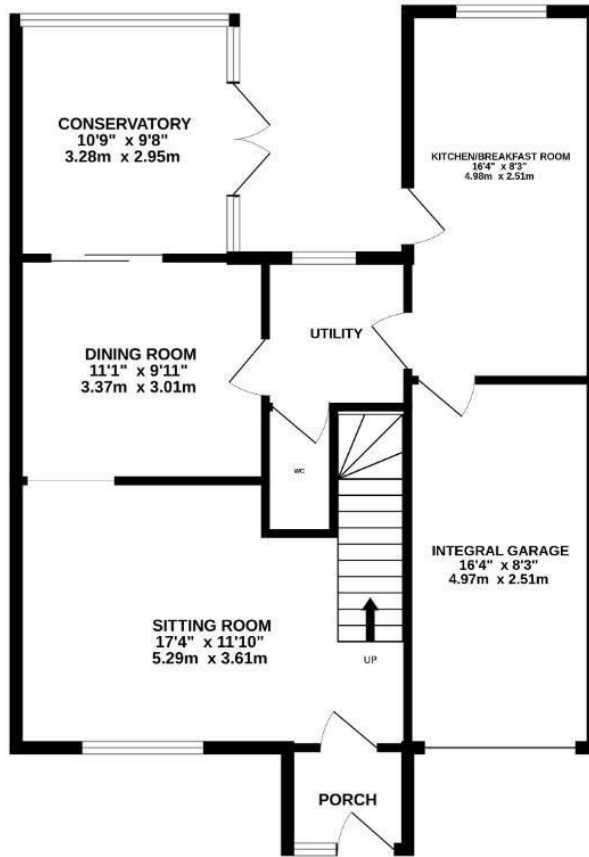 CONSERVATORY
10'9" x 9'8"
3.28m x 2.95m
KITCHEN/BREAKFAST ROOM
16'4" x 8'3"
4.98m x 2.51m
UTILITY
DINING ROOM
11'1" x 9'11"
3.37m x 3.01m
WC
INTEGRAL GARAGE
16'4" x 8'3"
4.97m x 2.51m
SITTING ROOM
17'4" x 11'10"
5.29m x 3.61m
UP
PORCH